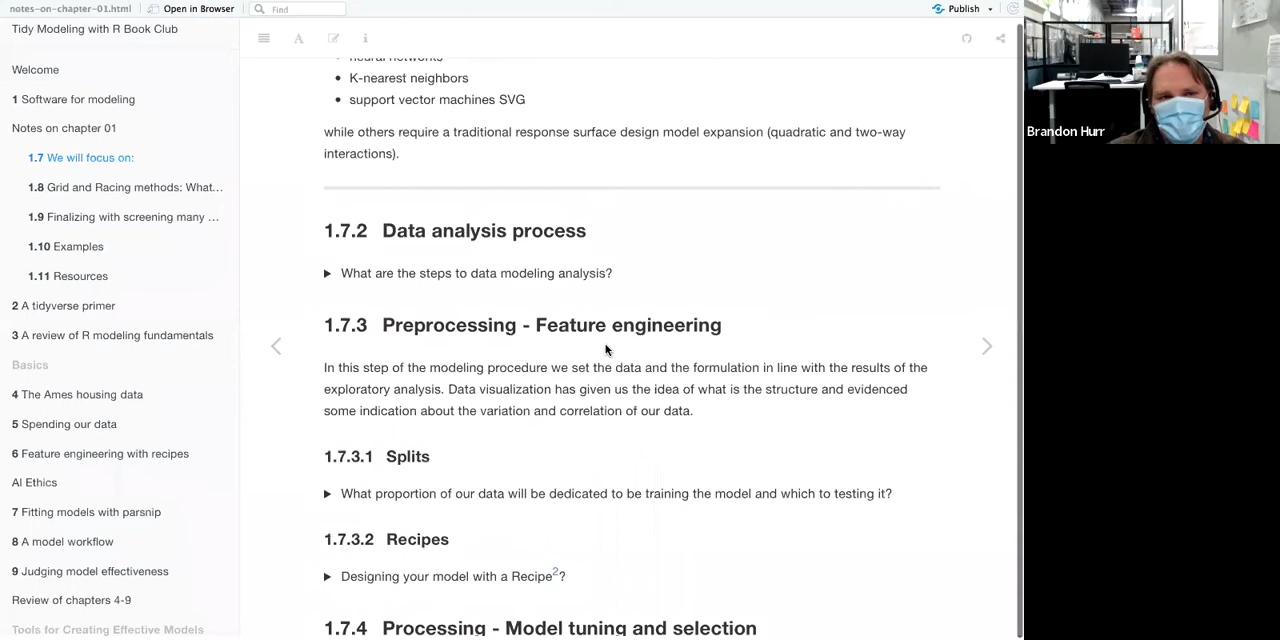 notes-on-chapter-01.html
Open in Browser
Find
Publish
Tidy Modeling with R Book Club
Welcome
1 Software for modeling
Notes on chapter 01
1.7 We will focus on:
1.8 Grid and Racing methods: What...
1.9 Finalizing with screening many ...
1.10 Examples
1.11 Resources
2 A tidyverse primer
3 A review of R modeling fundamentals
Basics
4 The Ames housing data
5 Spending our data
6 Feature engineering with recipes
AI Ethics
7 Fitting models with parsnip
8 A model workflow
9 Judging model effectiveness
Review of chapters 4-9
Tools for Creating Effective Models
neural networks
• K-nearest neighbors
• support vector machines SVG
while others require a traditional response surface design model expansion (quadratic and two-way
interactions).
1.7.2 Data analysis process
What are the steps to data modeling analysis?
1.7.3 Preprocessing - Feature engineering
In this step of the modeling procedure we set the data and the formulation in line with the results of the
exploratory analysis. Data visualization has given us the idea of what is the structure and evidenced
some indication about the variation and correlation of our data.
1.7.3.1 Splits
What proportion of our data will be dedicated to be training the model and which to testing it?
1.7.3.2 Recipes
Designing your model with a Recipe2?
1.7.4 Processing - Model tuning and selection
Brandon Hurr